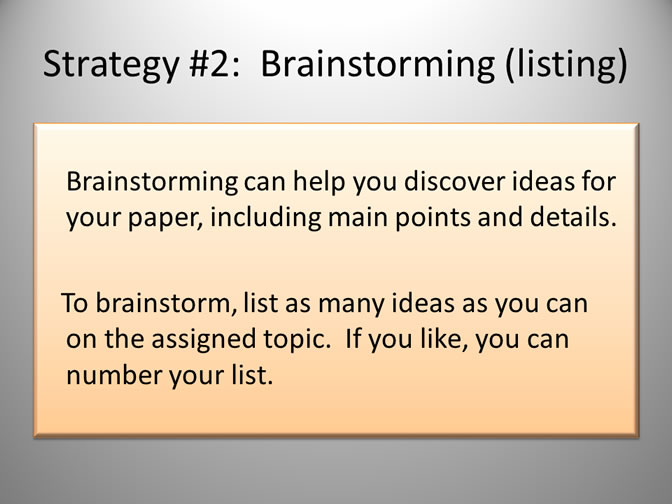 Strategy #2:  Brainstorming (listing)
Brainstorming can help you discover ideas for
your paper, including main points and details.
To brainstorm, list as many ideas as you can
on the assigned topic.  If you like, you can
number your list.